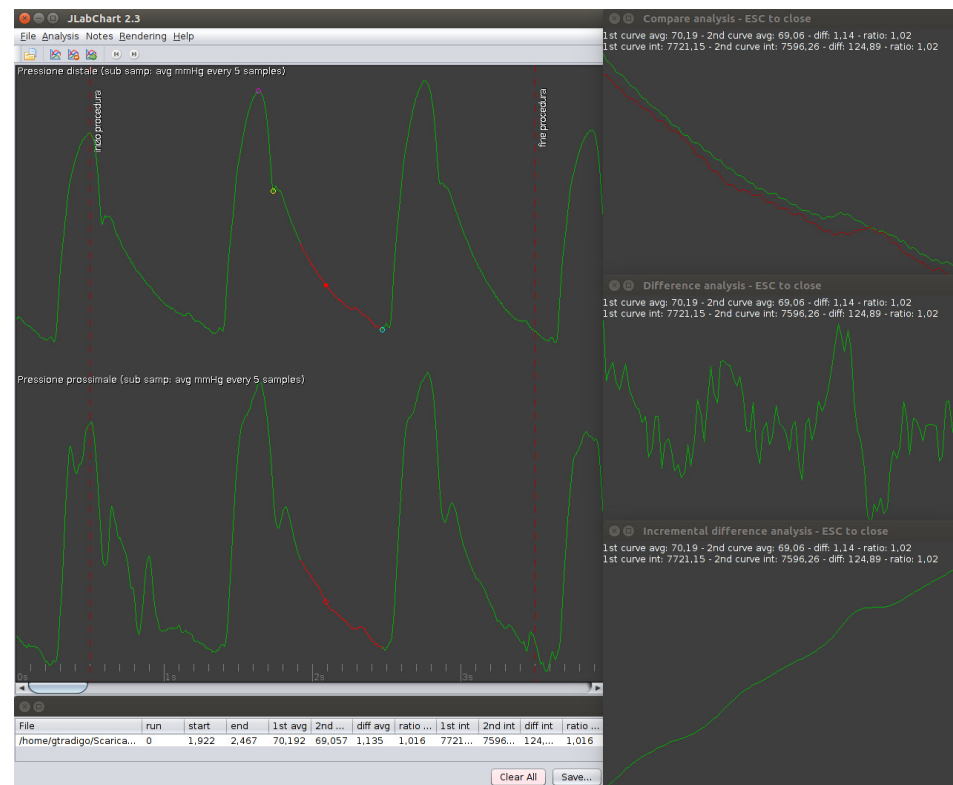 JLabChart 2.3
File Analysis Notes Rendering Help
Pressione distale (sub samp: avg mmHg every 5 samples)
inizio procedura
fine procedura
Pressione prossimale (sub samp: avg mmHg every 5 samples)
0s 1s 2s 3s
File run start end 1st avg 2nd ... diff avg ratio ... 1st int 2nd int diff int ratio ...
/home/gtradigo/Scarica... 0 1,922 2,467 70,192 69,057 1,135 1,016 7721... 7596... 124,... 1,016
Clear All Save...
Compare analysis - ESC to close
1st curve avg: 70,19 - 2nd curve avg: 69,06 - diff: 1,14 - ratio: 1,02
1st curve int: 7721,15 - 2nd curve int: 7596,26 - diff: 124,89 - ratio: 1,02
Difference analysis - ESC to close
1st curve avg: 70,19 - 2nd curve avg: 69,06 - diff: 1,14 - ratio: 1,02
1st curve int: 7721,15 - 2nd curve int: 7596,26 - diff: 124,89 - ratio: 1,02
Incremental difference analysis - ESC to close
1st curve avg: 70,19 - 2nd curve avg: 69,06 - diff: 1,14 - ratio: 1,02
1st curve int: 7721,15 - 2nd curve int: 7596,26 - diff: 124,89 - ratio: 1,02